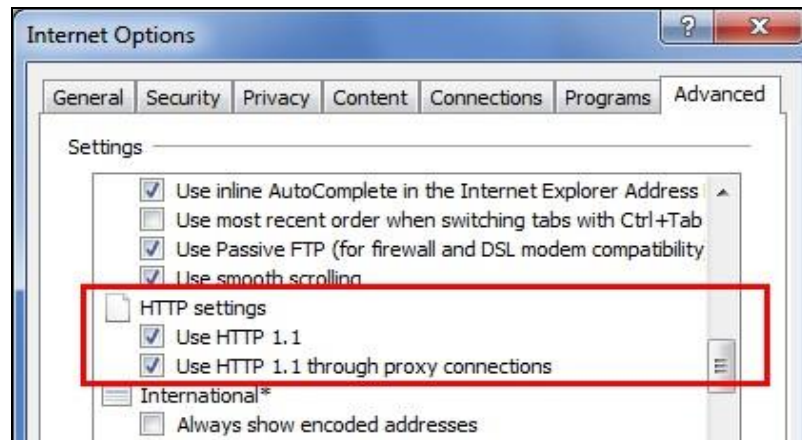 Internet Options
General Security Privacy Content Connections Programs Advanced
Settings
Use inline AutoComplete in the Internet Explorer Address
Use most recent order when switching tabs with Ctrl+Tab
Use Passive FTP (for firewall and DSL modem compatibility
Use smooth scrolling
HTTP settings
Use HTTP 1.1
Use HTTP 1.1 through proxy connections
International*
Always show encoded addresses